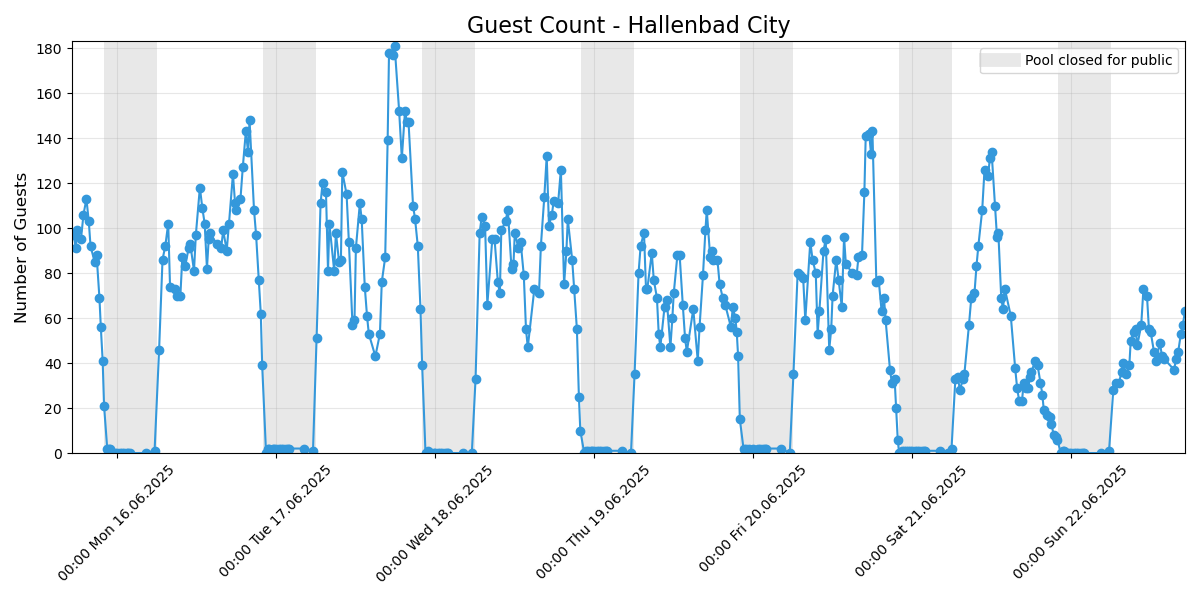 Guest Count - Hallenbad City
Pool closed for public
Number of Guests
180
160
140
120
100
80
60
40
20
0
00:00 Mon 16.06.2025
00:00 Tue 17.06.2025
00:00 Wed 18.06.2025
00:00 Thu 19.06.2025
00:00 Fri 20.06.2025
00:00 Sat 21.06.2025
00:00 Sun 22.06.2025